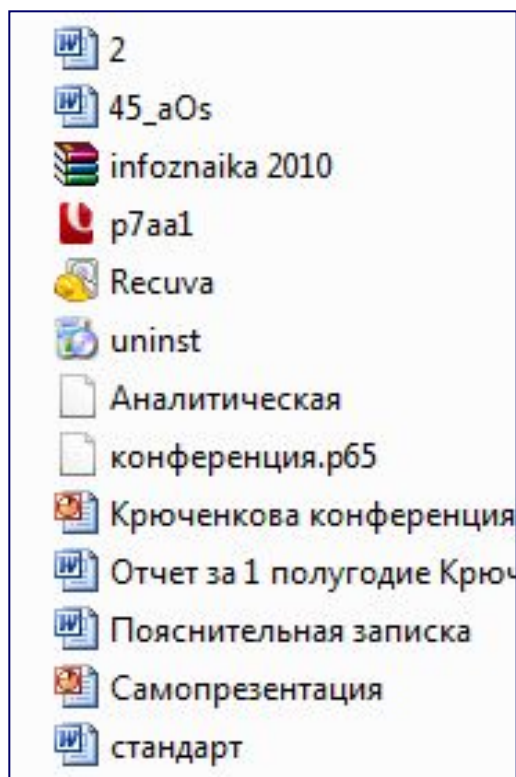 2
45_aOs
infoznaika 2010
p7aa1
Recuva
uninst
Аналитическая
конференция.p65
Крюченкова конференция
Отчет за 1 полугодие Крюч
Пояснительная записка
Самопрезентация
стандарт